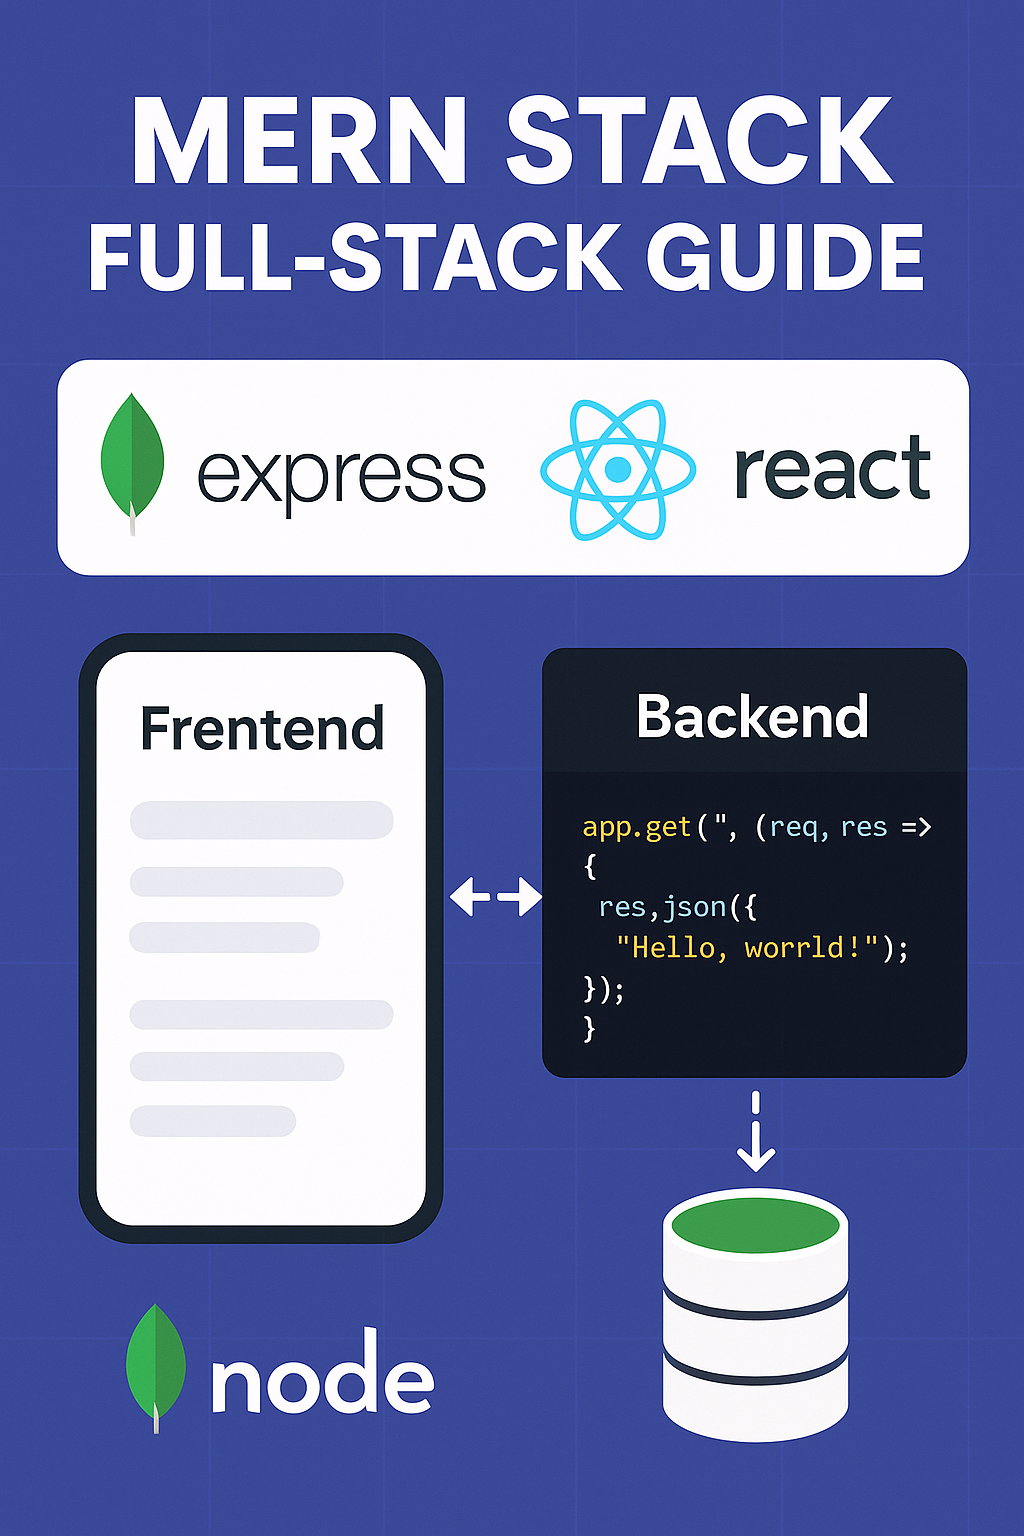 MERN STACK
FULL-STACK GUIDE
express
react
Frentend
Backend
app.get(", (req, res =>
{
res,json({
"Hello, worrld!");
});
}
node